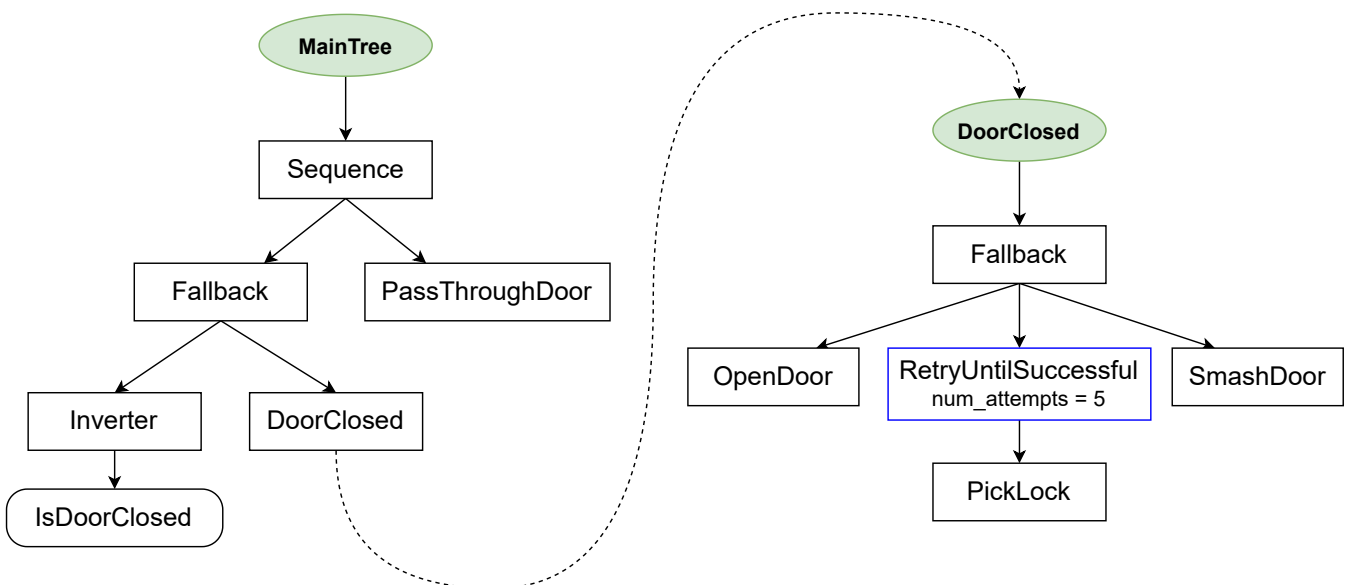 MainTree
Sequence
Fallback
PassThroughDoor
Inverter
DoorClosed
IsDoorClosed
DoorClosed
Fallback
OpenDoor
RetryUntilSuccessful
num_attempts = 5
SmashDoor
PickLock